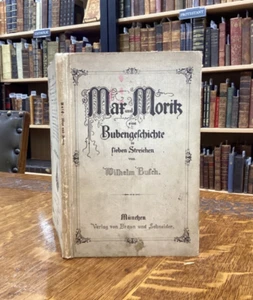 Max und Moritz
eine
Bubengeschichte
in
sieben Streichen
von
Wilhelm Busch.
München
Verlag von Braun und Schneider.